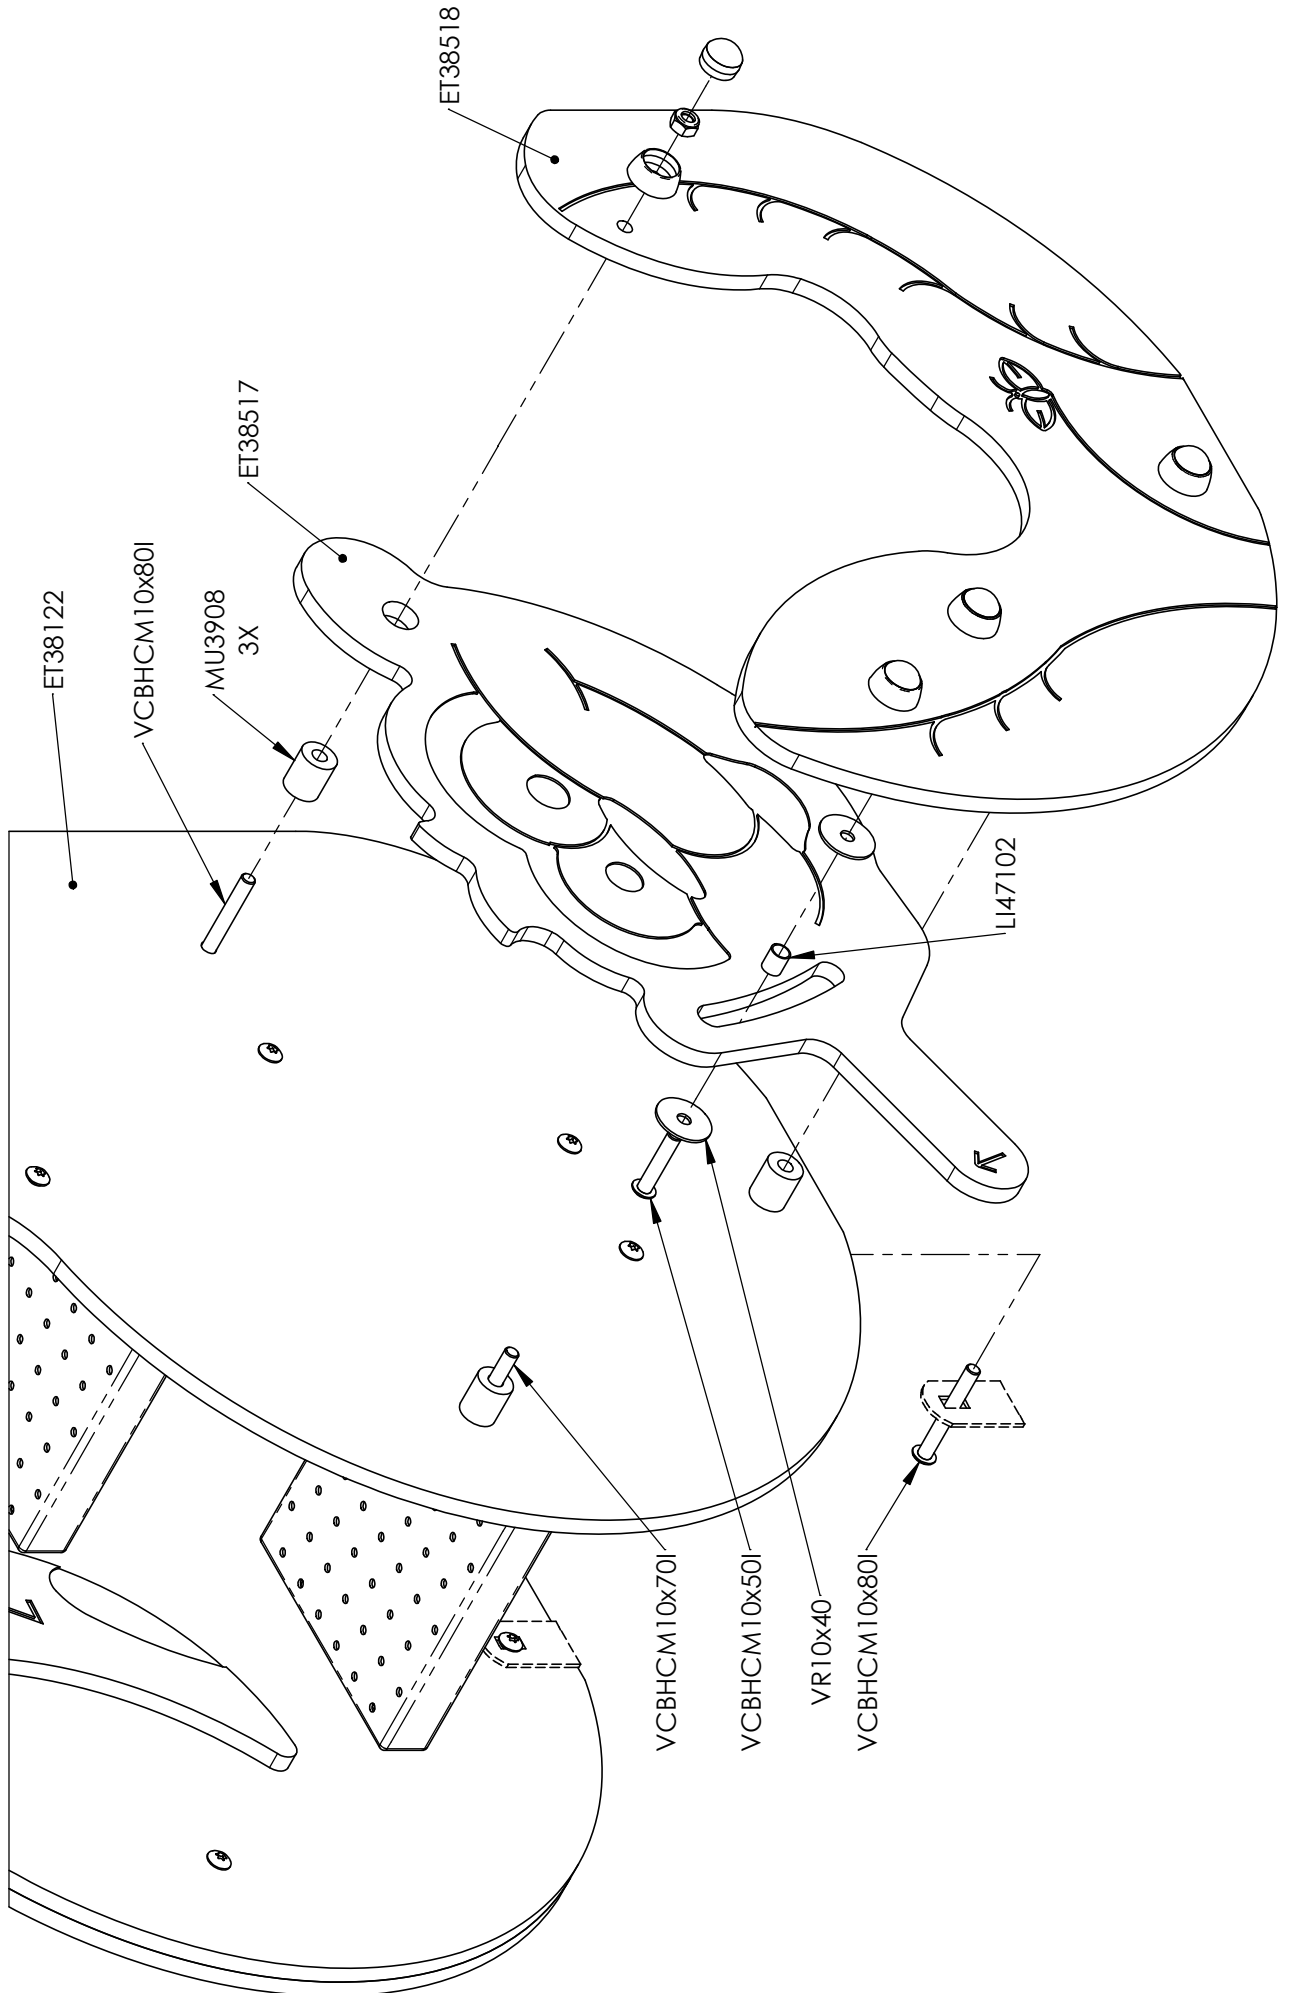 ET38122
VCBHCM10x80I
MU3908
3X
ET38517
ET38518
VCBHCM10x70I
VCBHCM10x50I
VR10x40
VCBHCM10x80I
LI47102